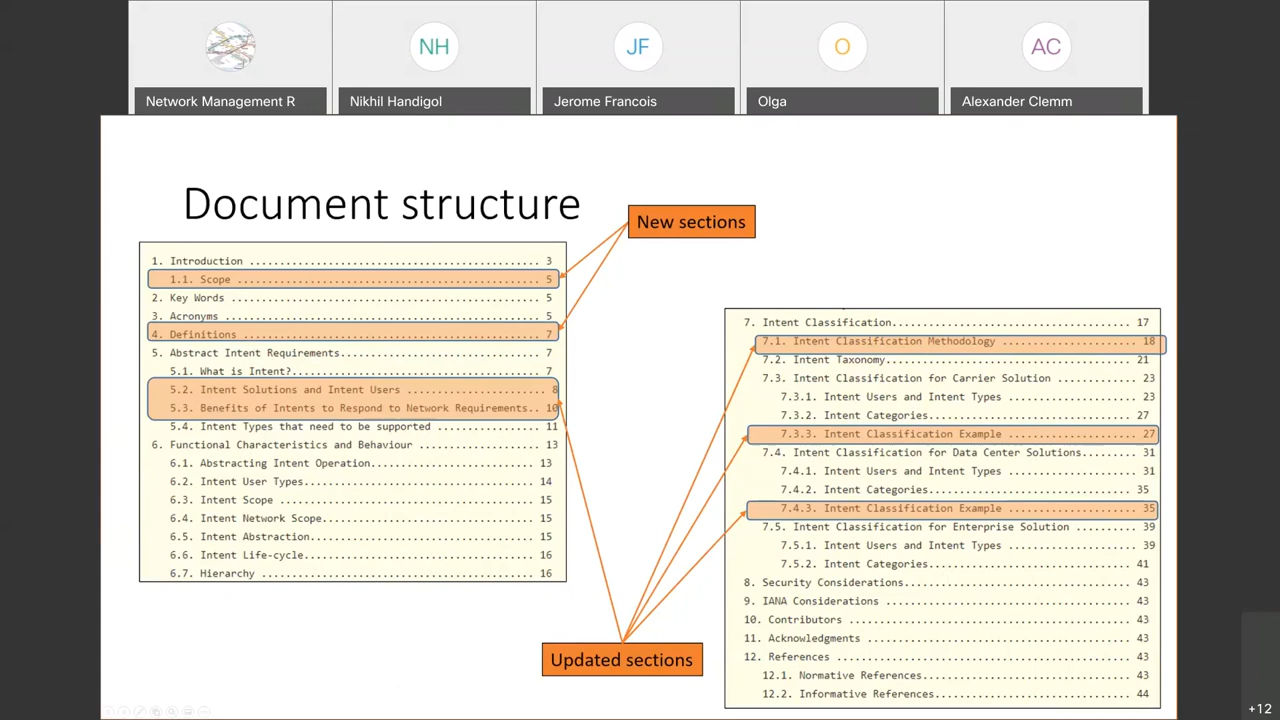 Network Management R
NH
Nikhil Handigol
JF
Jerome Francois
O
Olga
AC
Alexander Clemm
Document structure
New sections
1. Introduction .................................................. 3
1.1. Scope .................................................... 5
2. Key Words ..................................................... 5
3. Acronyms ...................................................... 5
4. Definitions ................................................... 7
5. Abstract Intent Requirements................................... 7
5.1. What is Intent?........................................... 7
5.2. Intent Solutions and Intent Users ........................ 8
5.3. Benefits of Intents to Respond to Network Requirements.. 10
5.4. Intent Types that need to be supported .................. 11
6. Functional Characteristics and Behaviour ..................... 13
6.1. Abstracting Intent Operation............................. 13
6.2. Intent User Types........................................ 14
6.3. Intent Scope ............................................ 15
6.4. Intent Network Scope..................................... 15
6.5. Intent Abstraction....................................... 15
6.6. Intent Life-cycle........................................ 16
6.7. Hierarchy ............................................... 16
7. Intent Classification......................................... 17
7.1. Intent Classification Methodology ....................... 18
7.2. Intent Taxonomy.......................................... 21
7.3. Intent Classification for Carrier Solution .............. 23
7.3.1. Intent Users and Intent Types ...................... 23
7.3.2. Intent Categories................................... 27
7.3.3. Intent Classification Example ...................... 27
7.4. Intent Classification for Data Center Solutions.......... 31
7.4.1. Intent Users and Intent Types ...................... 31
7.4.2. Intent Categories................................... 35
7.4.3. Intent Classification Example ...................... 35
7.5. Intent Classification for Enterprise Solution ........... 39
7.5.1. Intent Users and Intent Types ...................... 39
7.5.2. Intent Categories................................... 41
8. Security Considerations....................................... 43
9. IANA Considerations .......................................... 43
10. Contributors ................................................ 43
11. Acknowledgments ............................................. 43
12. References .................................................. 43
12.1. Normative References.................................... 43
12.2. Informative References.................................. 44
Updated sections
+12